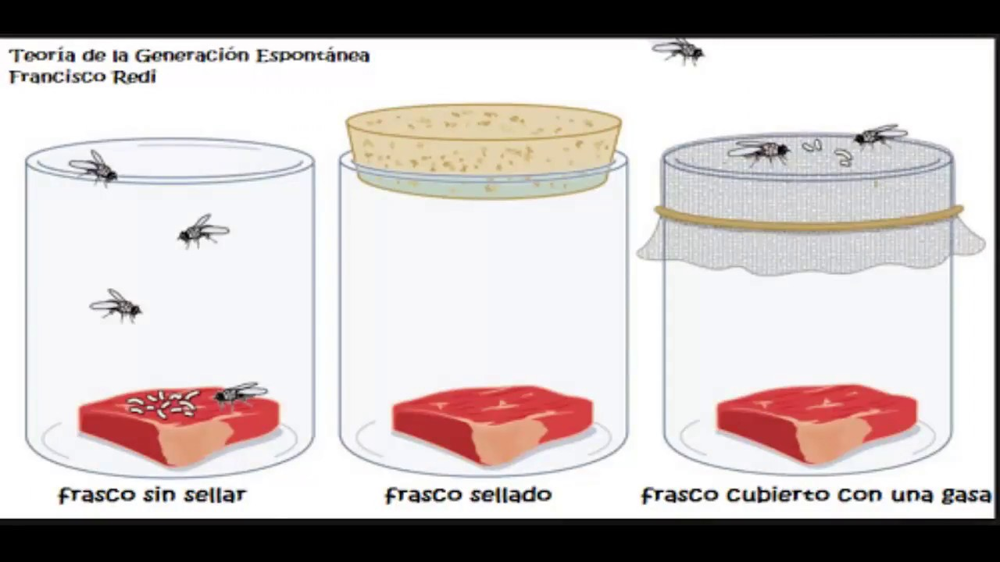 Teoría de la Generación Espontánea
Francisco Redi
frasco sin sellar
frasco sellado
frasco cubierto con una gasa